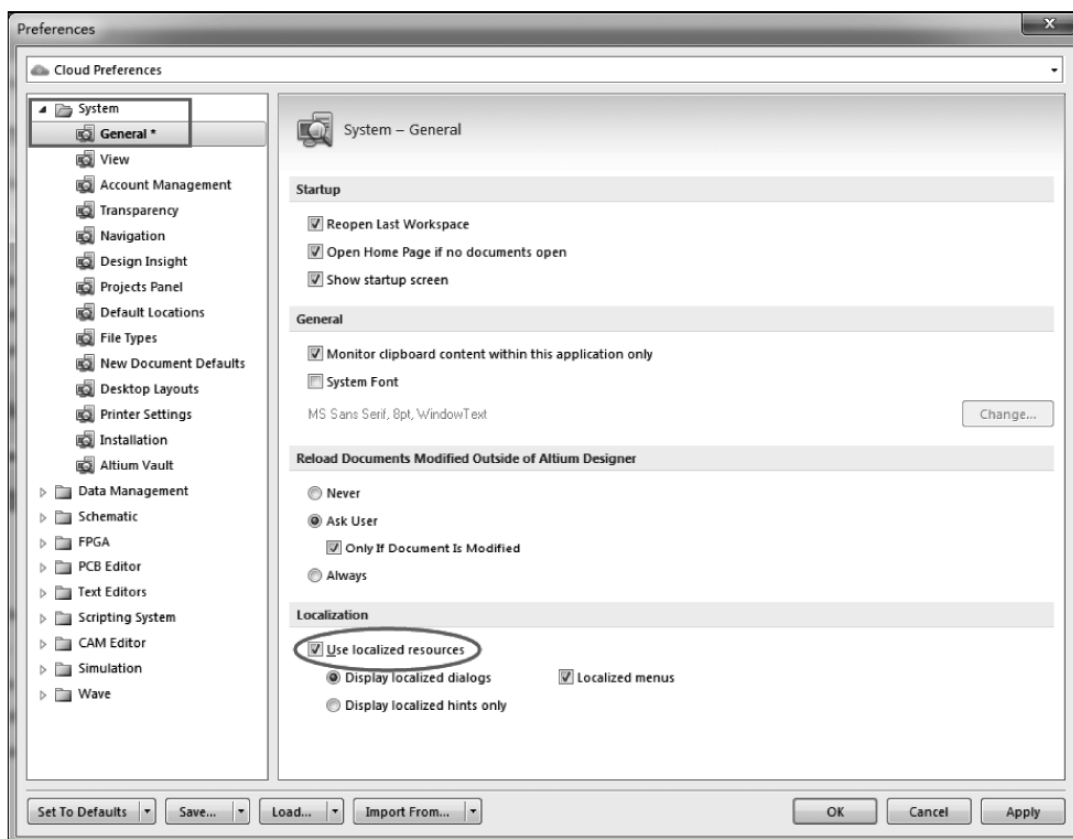 Preferences
x
Cloud Preferences
System
General *
View
Account Management
Transparency
Navigation
Design Insight
Projects Panel
Default Locations
File Types
New Document Defaults
Desktop Layouts
Printer Settings
Installation
Altium Vault
Data Management
Schematic
FPGA
PCB Editor
Text Editors
Scripting System
CAM Editor
Simulation
Wave
System – General
Startup
Reopen Last Workspace
Open Home Page if no documents open
Show startup screen
General
Monitor clipboard content within this application only
System Font
MS Sans Serif, 8pt, WindowText
Change...
Reload Documents Modified Outside of Altium Designer
Never
Ask User
Only If Document Is Modified
Always
Localization
Use localized resources
Display localized dialogs Localized menus
Display localized hints only
Set To Defaults Save... Load... Import From... OK Cancel Apply